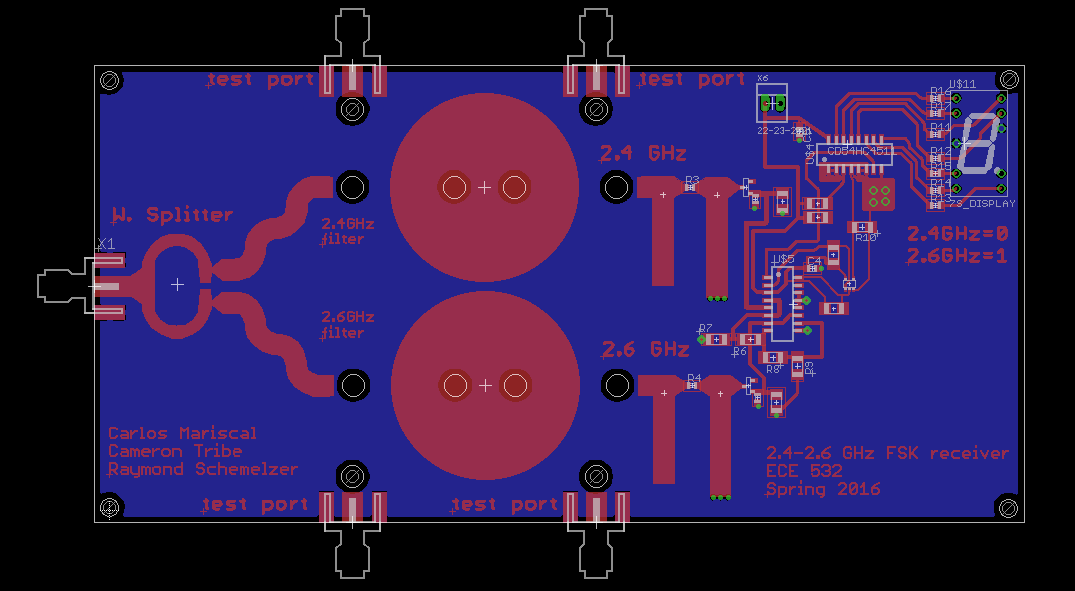 test port
test port
X6
22-23-2021
U$11
R16
R17
R11
R12
R15
R14
R13
CD54HC4511
7S_DISPLAY
2.4 GHz
R3
W. Splitter
2.4GHz
filter
X1
R10
2.4GHz=0
2.6GHz=1
U$5
C4
2.6GHz
filter
R7
R6
2.6 GHz
R8
R9
R4
Carlos Mariscal
Cameron Tribe
Raymond Schemelzer
2.4-2.6 GHz FSK receiver
ECE 532
Spring 2016
test port
test port